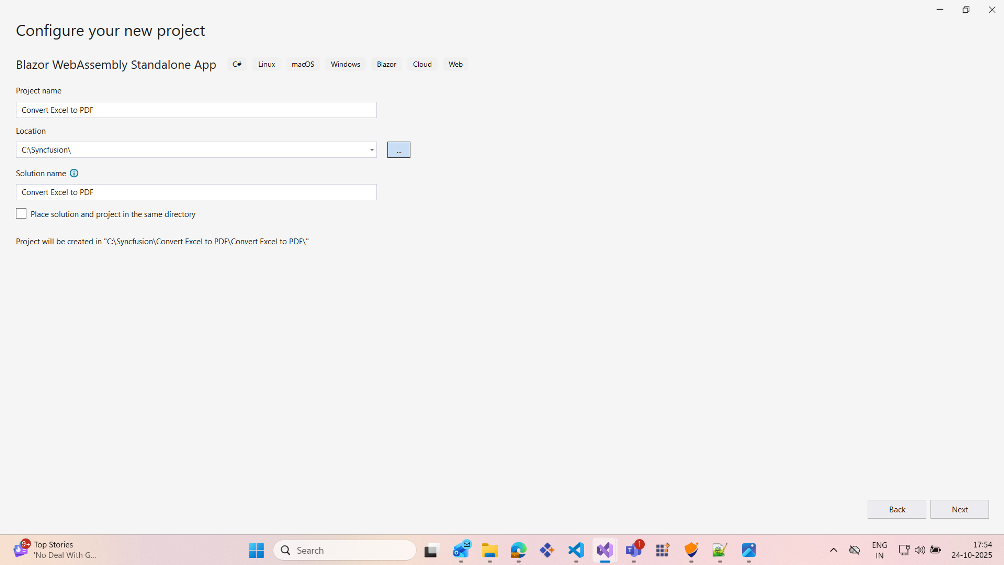 Configure your new project
Blazor WebAssembly Standalone App C# Linux macOS Windows Blazor Cloud Web
Project name
Convert Excel to PDF
Location
C:\Syncfusion\
...
Solution name
Convert Excel to PDF
Place solution and project in the same directory
Project will be created in "C:\Syncfusion\Convert Excel to PDF\Convert Excel to PDF\"
Back Next
9+ Top Stories
'No Deal With G...
Search
1
ENG
IN
17:54
24-10-2025